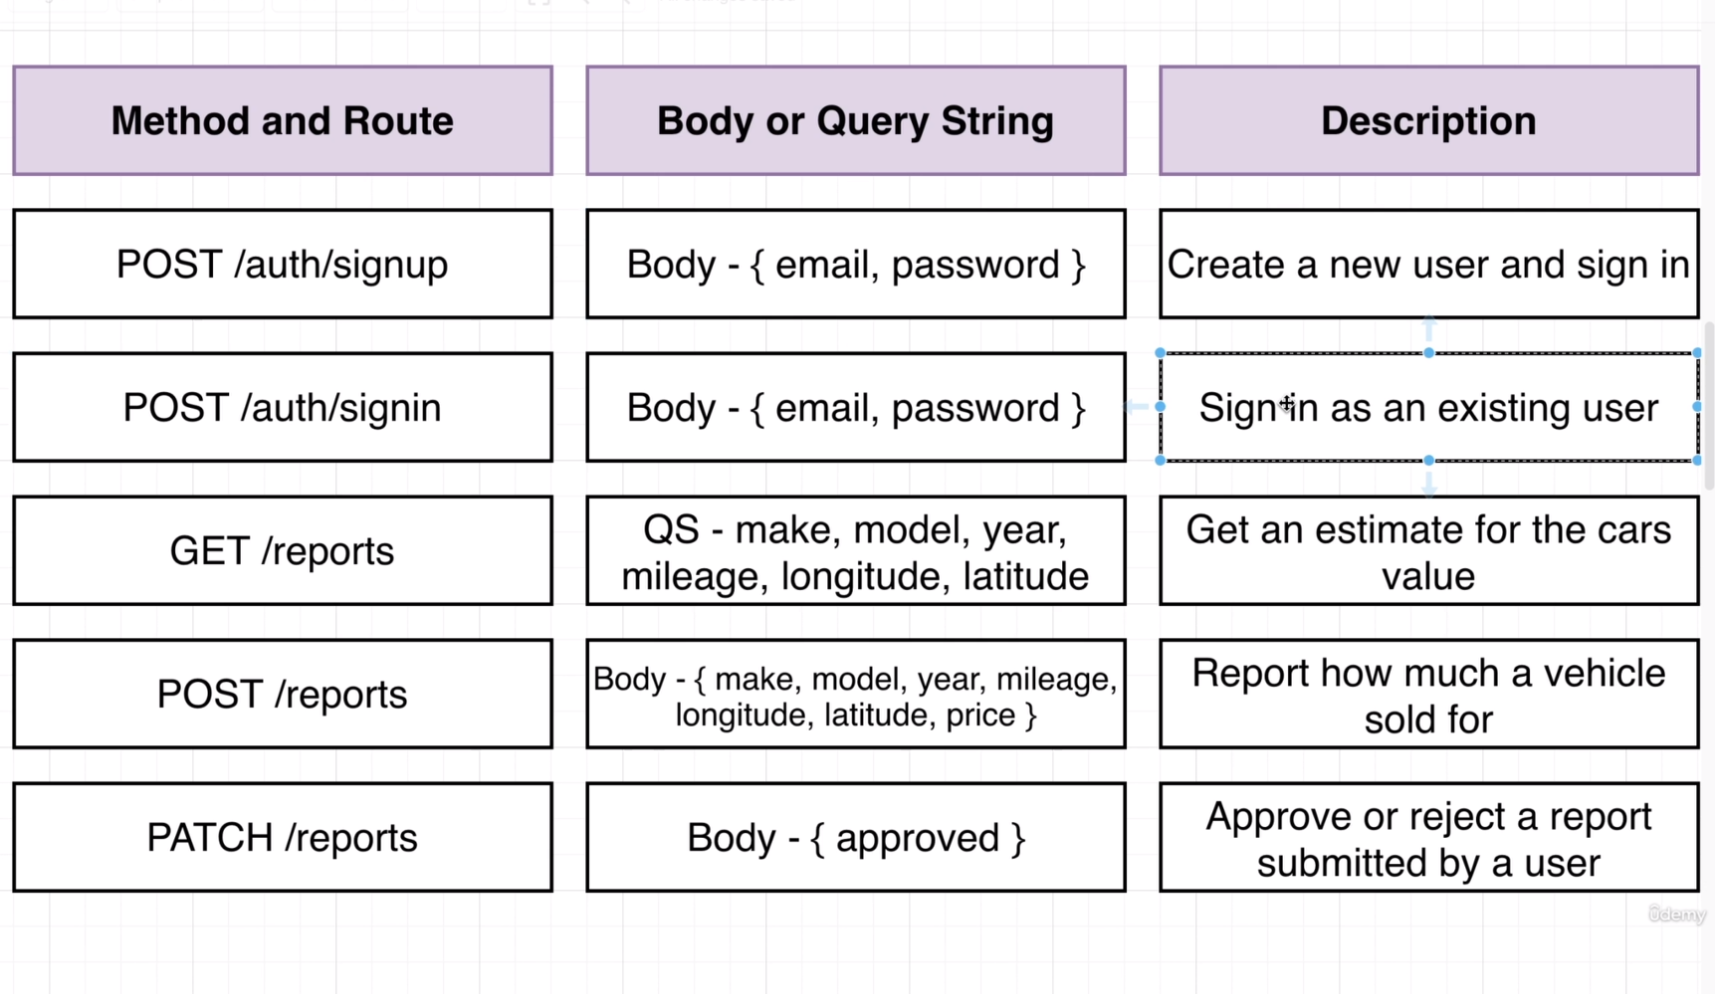 Method and Route
Body or Query String
Description
POST /auth/signup
Body - { email, password }
Create a new user and sign in
POST /auth/signin
Body - { email, password }
Sign in as an existing user
GET /reports
QS - make, model, year,
mileage, longitude, latitude
Get an estimate for the cars
value
POST /reports
Body - { make, model, year, mileage,
longitude, latitude, price }
Report how much a vehicle
sold for
PATCH /reports
Body - { approved }
Approve or reject a report
submitted by a user
ûdemy